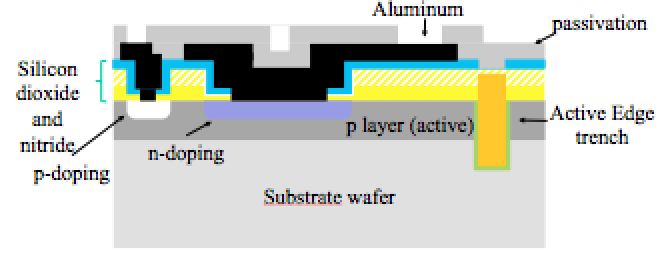 Aluminum
passivation
Silicon
dioxide
and
nitride
p-doping
n-doping
p layer (active)
Active Edge
trench
Substrate wafer